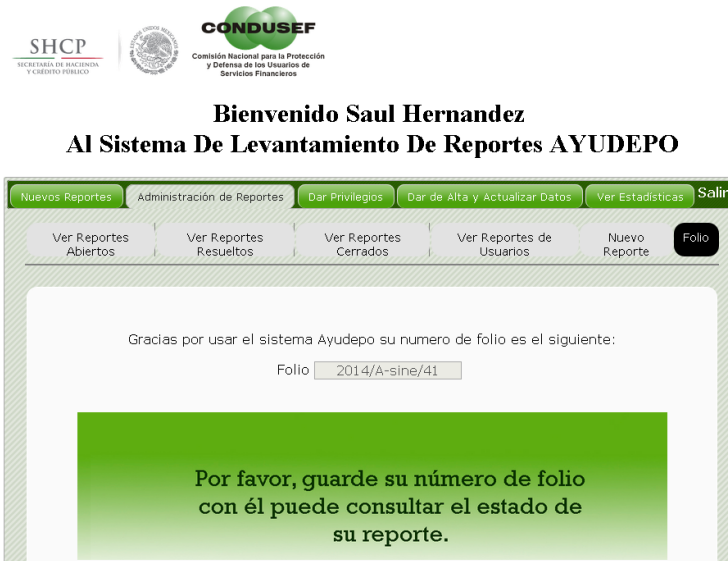 CONDUSEF
SHCP
SECRETARÍA DE HACIENDA
Y CRÉDITO PÚBLICO
ESTADOS UNIDOS MEXICANOS
Comisión Nacional para la Protección
y Defensa de los Usuarios de
Servicios Financieros
Bienvenido Saul Hernandez
Al Sistema De Levantamiento De Reportes AYUDEPO
Nuevos Reportes Administración de Reportes Dar Privilegios Dar de Alta y Actualizar Datos Ver Estadísticas Salir
Ver Reportes Abiertos Ver Reportes Resueltos Ver Reportes Cerrados Ver Reportes de Usuarios Nuevo Reporte Folio
Gracias por usar el sistema Ayudepo su numero de folio es el siguiente:
Folio 2014/A-sine/41
Por favor, guarde su número de folio
con él puede consultar el estado de
su reporte.